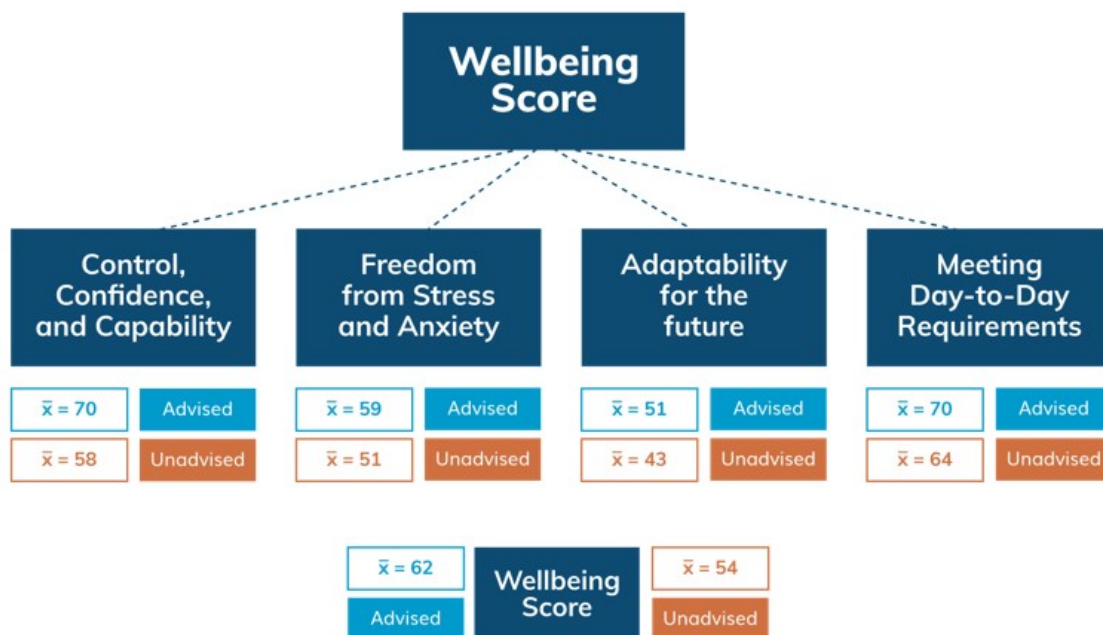 Wellbeing
Score
Control,
Confidence,
and Capability
Freedom
from Stress
and Anxiety
Adaptability
for the
future
Meeting
Day-to-Day
Requirements
x̄ = 70 Advised
x̄ = 58 Unadvised
x̄ = 59 Advised
x̄ = 51 Unadvised
x̄ = 51 Advised
x̄ = 43 Unadvised
x̄ = 70 Advised
x̄ = 64 Unadvised
x̄ = 62
Advised
Wellbeing
Score
x̄ = 54
Unadvised